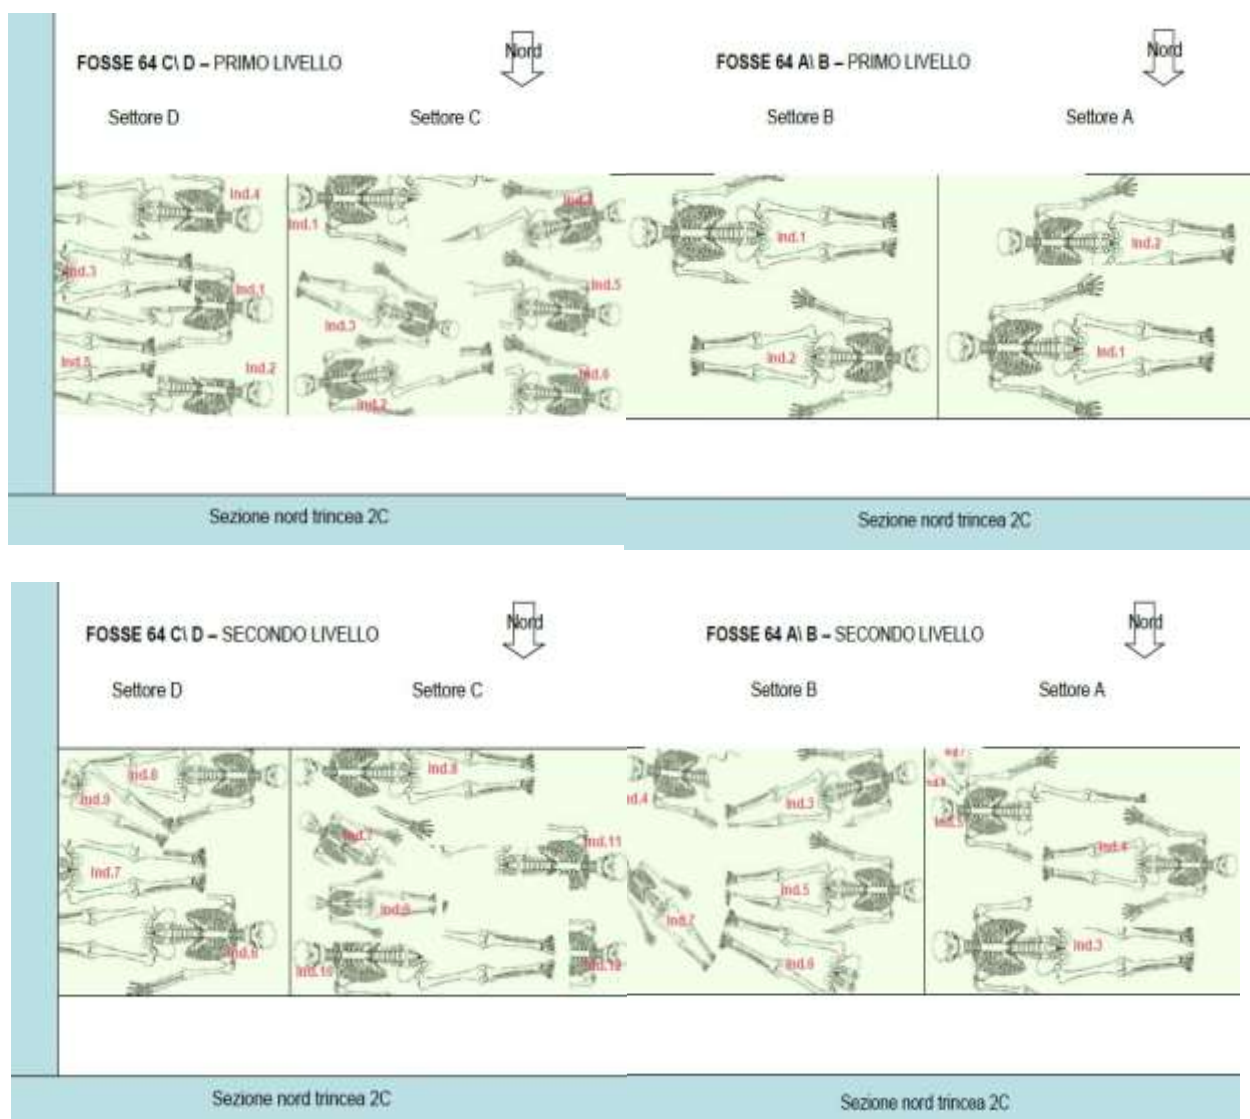 FOSSE 64 C\ D – PRIMO LIVELLO
Nord
Settore D
Settore C
Ind.4
Ind.3
Ind.1
Ind.5
Ind.2
Ind.1
Ind.5
Ind.3
Ind.2
Ind.6
Sezione nord trincea 2C
FOSSE 64 A\ B – PRIMO LIVELLO
Nord
Settore B
Settore A
Ind.1
Ind.2
Ind.2
Ind.1
Sezione nord trincea 2C
FOSSE 64 C\ D – SECONDO LIVELLO
Nord
Settore D
Settore C
Ind.9
Ind.7
Ind.8
Ind.7
Ind.11
Ind.10
Ind.12
Sezione nord trincea 2C
FOSSE 64 A\ B – SECONDO LIVELLO
Nord
Settore B
Settore A
Ind.3
Ind.5
Ind.7
Ind.6
Ind.4
Ind.3
Sezione nord trincea 2C